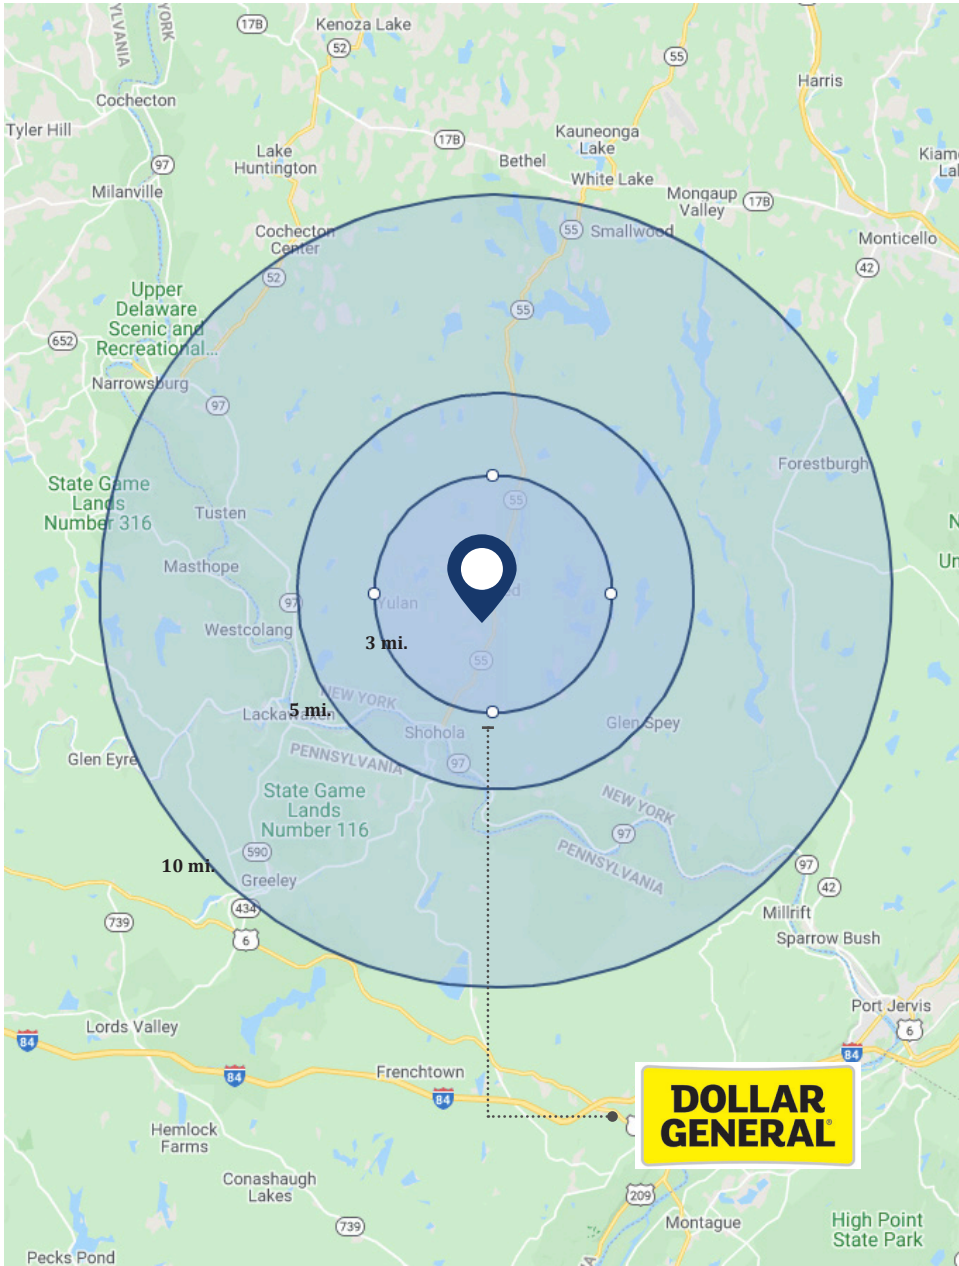 SYLVANIA
YORK
17B
Kenoza Lake
52
55
Harris
Cochecton
Tyler Hill
17B
Kauneonga
Lake
Lake
Huntington
97
Bethel
White Lake
Milanville
Mongaup
Valley
17B
Cochecton
Center
55
Smallwood
Monticello
42
52
Upper
Delaware
Scenic and
Recreational...
55
652
Narrowsburg
97
Forestburgh
State Game
Lands
Number 316
55
Tusten
Masthope
97
Yulan
Westcolang
3 mi.
55
NEW YORK
5 mi.
Lackawaxen
Shohola
Glen Spey
PENNSYLVANIA
97
Glen Eyre
State Game
Lands
Number 116
NEW YORK
97
PENNSYLVANIA
590
10 mi.
Greeley
97
42
434
739
6
Millrift
Sparrow Bush
Port Jervis
6
Lords Valley
84
84
84
Frenchtown
84
DOLLAR
GENERAL®
Hemlock
Farms
Conashaugh
Lakes
209
739
Montague
High Point
State Park
Pecks Pond